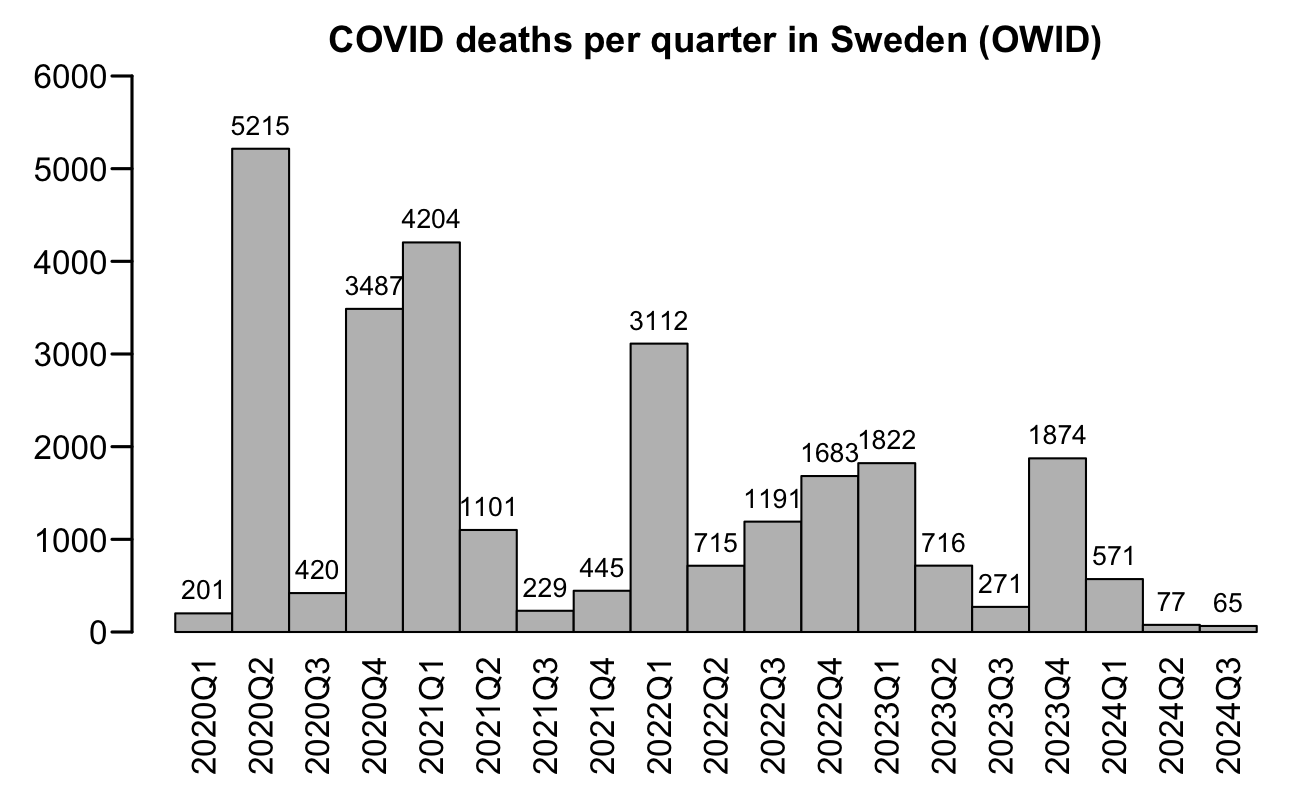 COVID deaths per quarter in Sweden (OWID)
6000
5000
4000
3000
2000
1000
0
201
5215
420
3487
4204
1101
229
445
3112
715
1191
1683
1822
716
271
1874
571
77
65
2020Q1
2020Q2
2020Q3
2020Q4
2021Q1
2021Q2
2021Q3
2021Q4
2022Q1
2022Q2
2022Q3
2022Q4
2023Q1
2023Q2
2023Q3
2023Q4
2024Q1
2024Q2
2024Q3